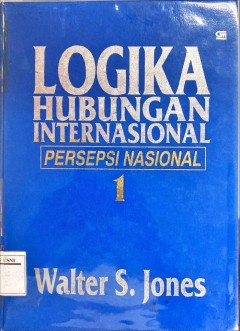 LOGIKA
HUBUNGAN
INTERNASIONAL
PERSEPSI NASIONAL
1
Walter S. Jones